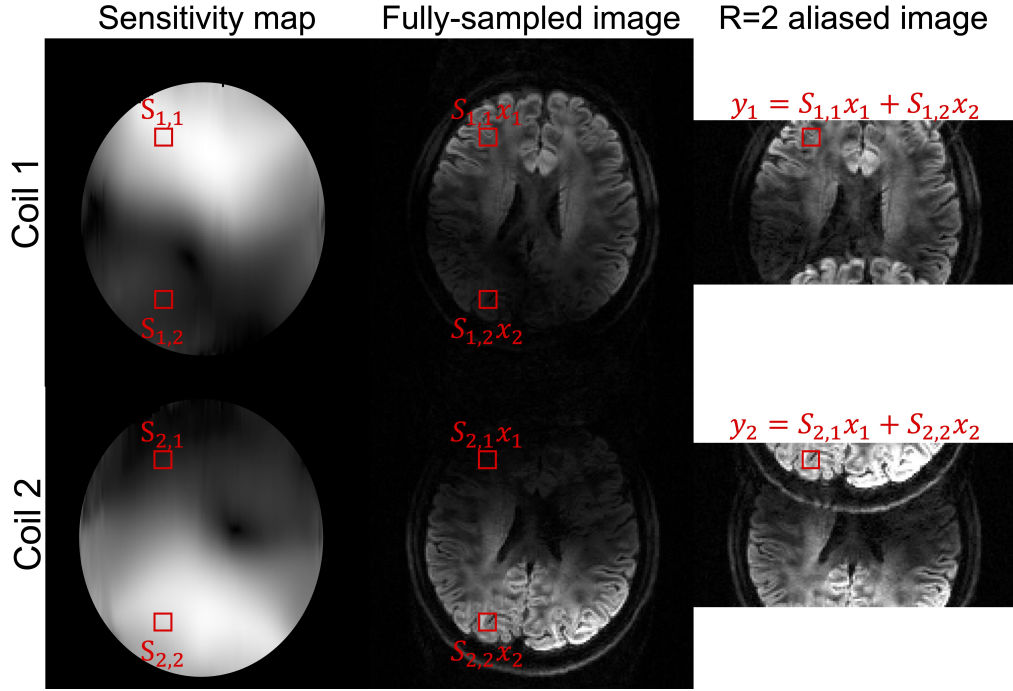 Sensitivity map
Fully-sampled image
R=2 aliased image
Coil 1
S₁,₁
S₁,₁x₁
y₁ = S₁,₁x₁ + S₁,₂x₂
S₁,₂
S₁,₂x₂
Coil 2
S₂,₁
S₂,₁x₁
y₂ = S₂,₁x₁ + S₂,₂x₂
S₂,₂
S₂,₂x₂